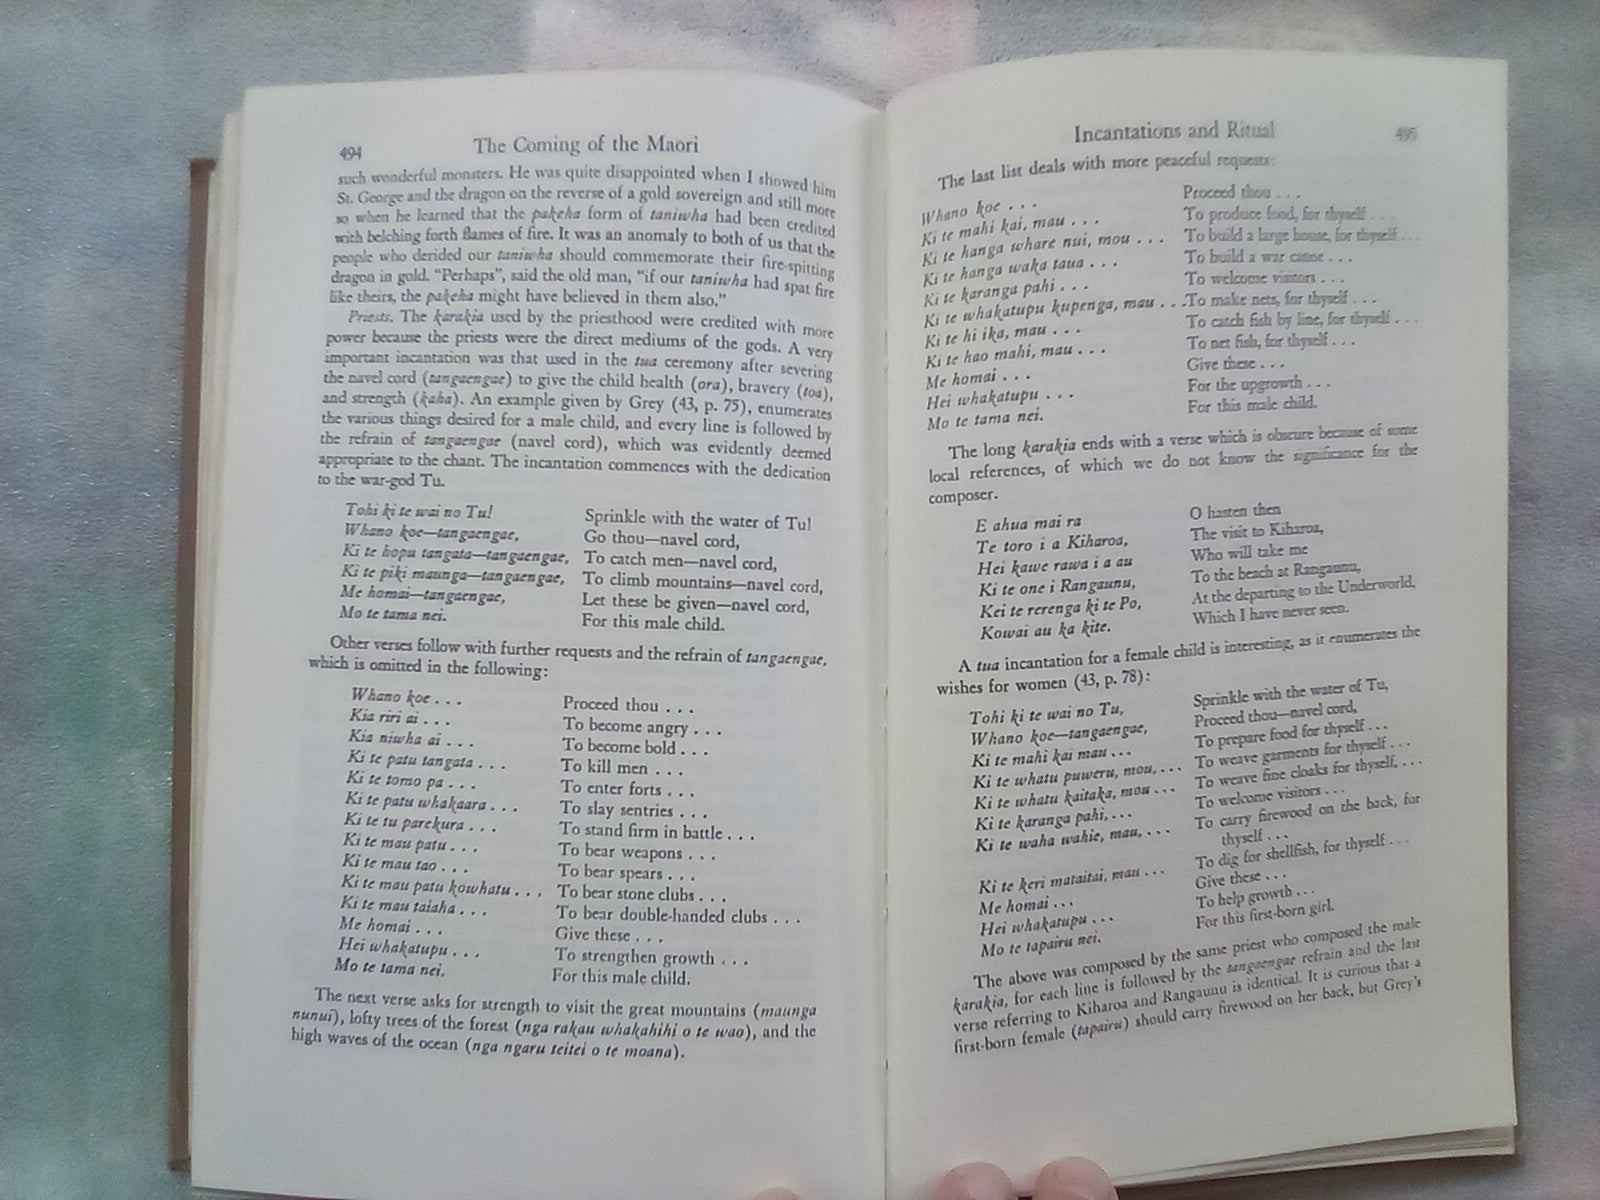 494
The Coming of the Maori
such wonderful monsters. He was quite disappointed when I showed him
St. George and the dragon on the reverse of a gold sovereign and still more
so when he learned that the pakeha form of taniwha had been credited
with belching forth flames of fire. It was an anomaly to both of us that the
people who derided our taniwha should commemorate their fire-spitting
dragon in gold. "Perhaps", said the old man, "if our taniwha had spat fire
like theirs, the pakeha might have believed in them also."
Priests. The karakia used by the priesthood were credited with more
power because the priests were the direct mediums of the gods. A very
important incantation was that used in the tua ceremony after severing
the navel cord (tangaengae) to give the child health (ora), bravery (toa),
and strength (kaha). An example given by Grey (43, p. 75), enumerates
the various things desired for a male child, and every line is followed by
the refrain of tangaengae (navel cord), which was evidently deemed
appropriate to the chant. The incantation commences with the dedication
to the war-god Tu.
Tohi ki te wai no Tu! Sprinkle with the water of Tu!
Whano koe—tangaengae, Go thou—navel cord,
Ki te hopu tangata—tangaengae, To catch men—navel cord,
Ki te piki maunga—tangaengae, To climb mountains—navel cord,
Me homai—tangaengae, Let these be given—navel cord,
Mo te tama nei. For this male child.
Other verses follow with further requests and the refrain of tangaengae,
which is omitted in the following:
Whano koe . . . Proceed thou . . .
Kia riri ai . . . To become angry . . .
Kia niwha ai . . . To become bold . . .
Ki te patu tangata . . . To kill men . . .
Ki te tomo pa . . . To enter forts . . .
Ki te patu whakaara . . . To slay sentries . . .
Ki te tu parekura . . . To stand firm in battle . . .
Ki te mau patu . . . To bear weapons . . .
Ki te mau tao . . . To bear spears . . .
Ki te mau patu kowhatu . . . To bear stone clubs . . .
Ki te mau taiaha . . . To bear double-handed clubs . . .
Me homai . . . Give these . . .
Hei whakatupu . . . To strengthen growth . . .
Mo te tama nei. For this male child.
The next verse asks for strength to visit the great mountains (maunga
nunui), lofty trees of the forest (nga rakau whakahihi o te wao), and the
high waves of the ocean (nga ngaru teitei o te moana).
Incantations and Ritual
495
The last list deals with more peaceful requests:
Whano koe . . . Proceed thou . . .
Ki te mahi kai, mau . . . To produce food, for thyself . . .
Ki te hanga whare nui, mou . . . To build a large house, for thyself . . .
Ki te hanga waka taua . . . To build a war canoe . . .
Ki te karanga pahi . . . To welcome visitors . . .
Ki te whakatupu kupenga, mau . . . To make nets, for thyself . . .
Ki te hi ika, mau . . . To catch fish by line, for thyself . . .
Ki te hao mahi, mau . . . To net fish, for thyself . . .
Me homai . . . Give these . . .
Hei whakatupu . . . For the upgrowth . . .
Mo te tama nei. For this male child.
The long karakia ends with a verse which is obscure because of some
local references, of which we do not know the significance for the
composer.
E ahua mai ra O hasten then
Te toro i a Kiharoa, The visit to Kiharoa,
Hei kawe rawa i a au Who will take me
Ki te one i Rangaunu, To the beach at Rangaunu,
Kei te rerenga ki te Po, At the departing to the Underworld,
Kowai au ka kite. Which I have never seen.
A tua incantation for a female child is interesting, as it enumerates the
wishes for women (43, p. 78):
Tohi ki te wai no Tu, Sprinkle with the water of Tu,
Whano koe—tangaengae, Proceed thou—navel cord,
Ki te mahi kai mau . . . To prepare food for thyself . . .
Ki te whatu puweru, mou, . . . To weave garments for thyself . . .
Ki te whatu kaitaka, mou . . . To weave fine cloaks for thyself, . . .
Ki te karanga pahi, . . . To welcome visitors . . .
Ki te waha wahie, mau, . . . To carry firewood on the back, for
thyself . . .
Ki te keri mataitai, mau . . . To dig for shellfish, for thyself . . .
Me homai . . . Give these . . .
Hei whakatupu . . . To help growth . . .
Mo te tapairu nei. For this first-born girl.
The above was composed by the same priest who composed the male
karakia, for each line is followed by the tangaengae refrain and the last
verse referring to Kiharoa and Rangaunu is identical. It is curious that a
first-born female (tapairu) should carry firewood on her back, but Grey's